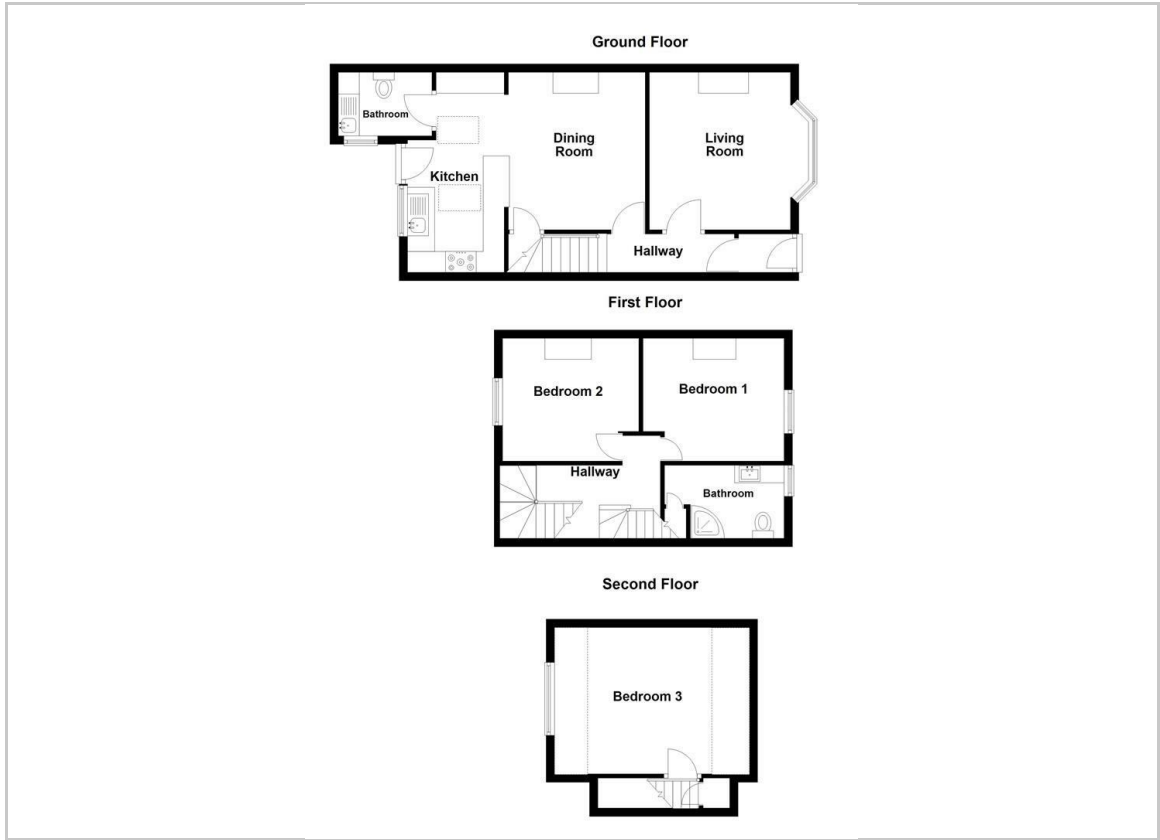 Ground Floor
Bathroom
Dining
Room
Living
Room
Kitchen
Hallway
First Floor
Bedroom 2
Bedroom 1
Hallway
Bathroom
Second Floor
Bedroom 3